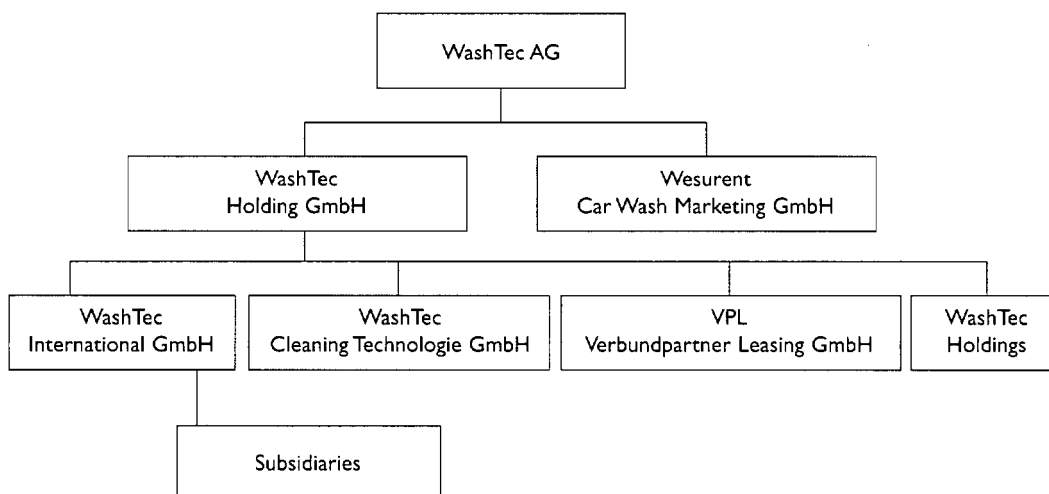 WashTec AG
WashTec
Holding GmbH
Wesurent
Car Wash Marketing GmbH
WashTec
International GmbH
WashTec
Cleaning Technologie GmbH
VPL
Verbundpartner Leasing GmbH
WashTec
Holdings
Subsidiaries